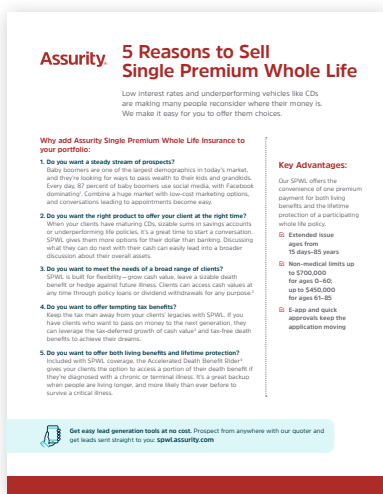 Assurity®
5 Reasons to Sell
Single Premium Whole Life
Low interest rates and underperforming vehicles like CDs
are making many people reconsider where their money is.
We make it easy for you to offer them choices.
Why add Assurity Single Premium Whole Life Insurance to
your portfolio:
1. Do you want a steady stream of prospects?
Baby boomers are one of the largest demographics in today's market,
and they're looking for ways to pass wealth to their kids and grandkids.
Every day, 87 percent of baby boomers use social media, with Facebook
dominating¹. Combine a huge market with low-cost marketing options,
and conversations leading to appointments become easy.
2. Do you want the right product to offer your client at the right time?
When your clients have maturing CDs, sizable sums in savings accounts
or underperforming life policies, it's a great time to start a conversation.
SPWL gives them more options for their dollar than banking. Discussing
what they can do next with their cash can easily lead into a broader
discussion about their overall assets.
3. Do you want to meet the needs of a broad range of clients?
SPWL is built for flexibility—grow cash value, leave a sizable death
benefit or hedge against future illness. Clients can access cash values at
any time through policy loans or dividend withdrawals for any purpose.²
4. Do you want to offer tempting tax benefits?
Keep the tax man away from your clients' legacies with SPWL. If you
have clients who want to pass on money to the next generation, they
can leverage the tax-deferred growth of cash value³ and tax-free death
benefits to achieve their dreams.
5. Do you want to offer both living benefits and lifetime protection?
Included with SPWL coverage, the Accelerated Death Benefit Rider⁴
gives your clients the option to access a portion of their death benefit if
they're diagnosed with a chronic or terminal illness. It's a great backup
when people are living longer, and more likely than ever before to
survive a critical illness.
Key Advantages:
Our SPWL offers the
convenience of one premium
payment for both living
benefits and the lifetime
protection of a participating
whole life policy.
Extended issue
ages from
15 days–85 years
Non-medical limits up
to $700,000
for ages 0–60;
up to $450,000
for ages 61–85
E-app and quick
approvals keep the
application moving
Get easy lead generation tools at no cost. Prospect from anywhere with our quoter and
get leads sent straight to you: spwl.assurity.com